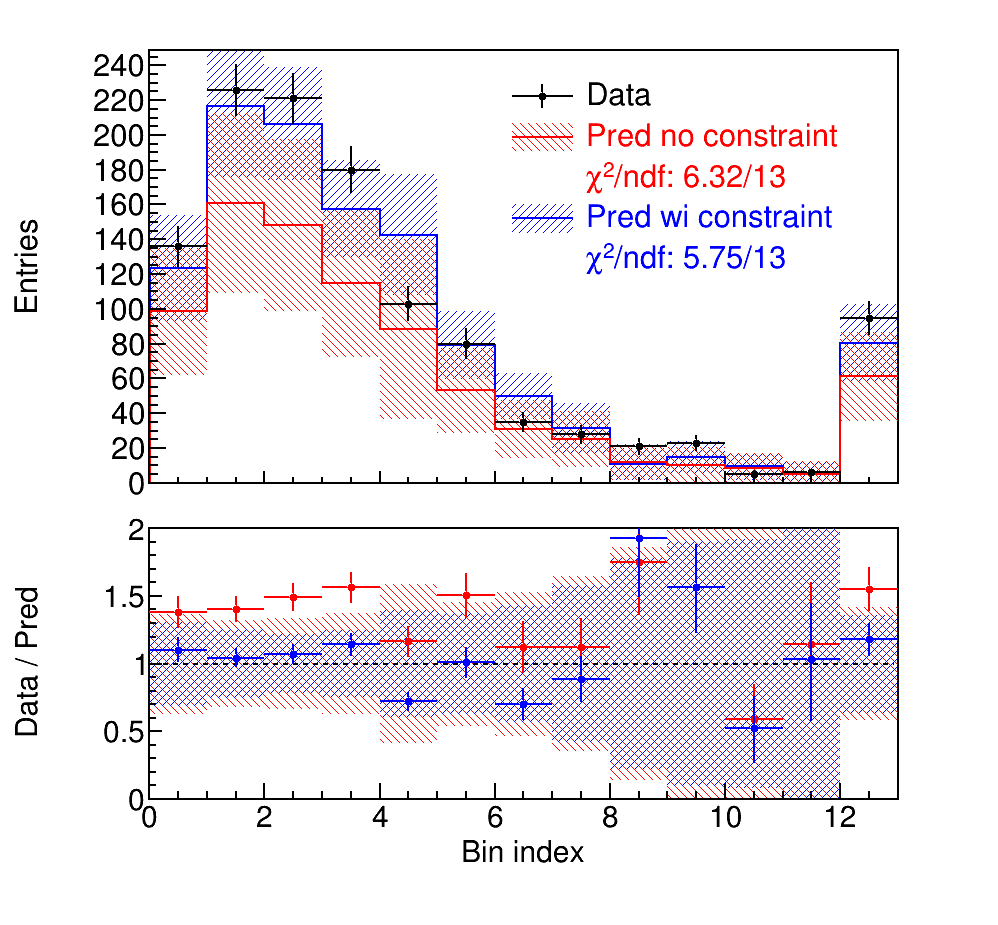 Entries
240
220
200
180
160
140
120
100
80
60
40
20
0
Data
Pred no constraint
χ²/ndf: 6.32/13
Pred wi constraint
χ²/ndf: 5.75/13
Data / Pred
2
1.5
1
0.5
0
0 2 4 6 8 10 12
Bin index